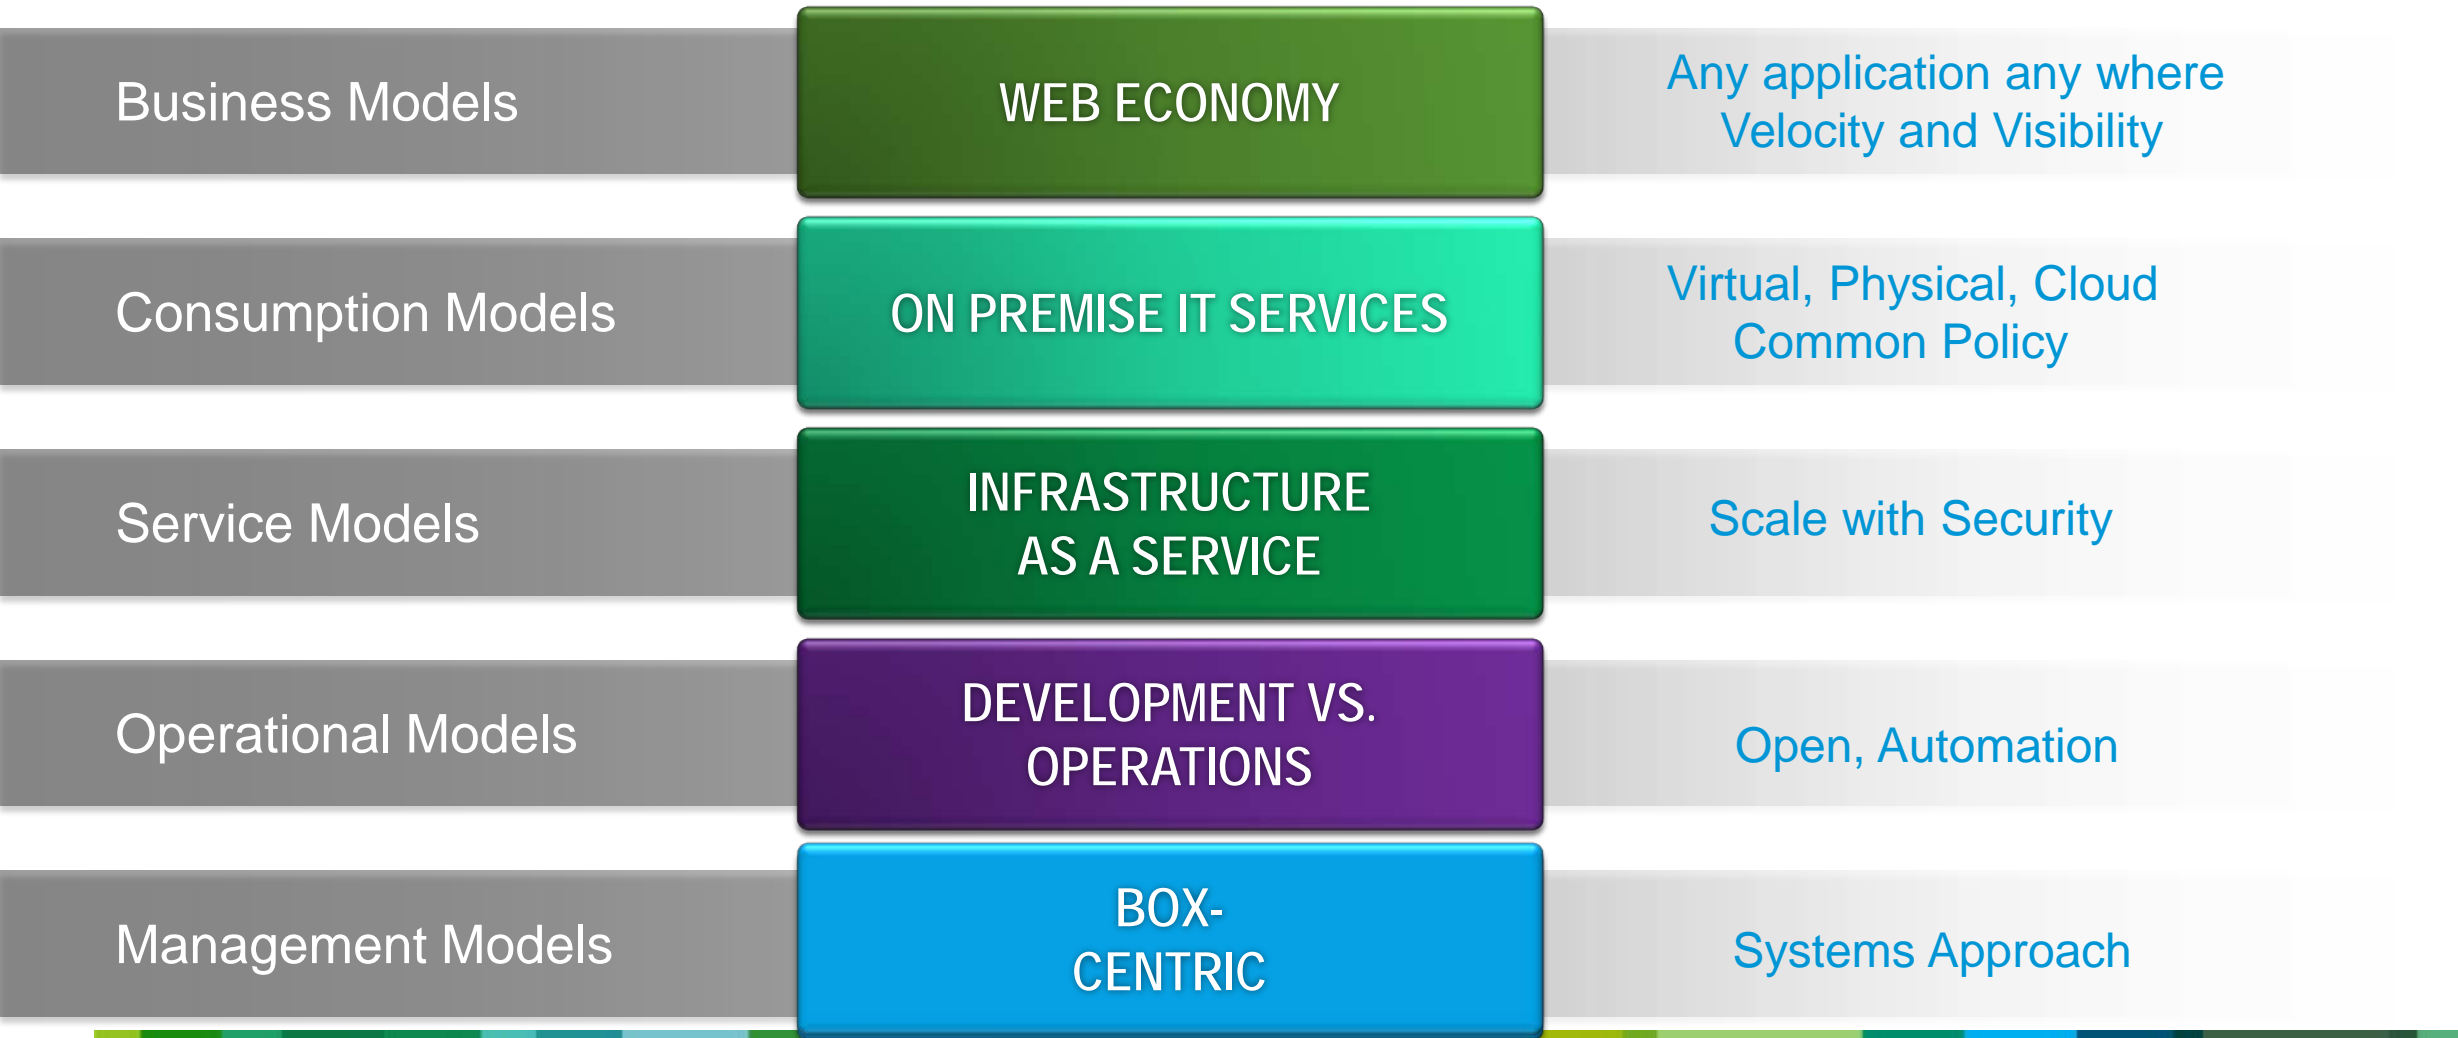 Business Models
WEB ECONOMY
Any application any where
Velocity and Visibility
Consumption Models
ON PREMISE IT SERVICES
Virtual, Physical, Cloud
Common Policy
Service Models
INFRASTRUCTURE
AS A SERVICE
Scale with Security
Operational Models
DEVELOPMENT VS.
OPERATIONS
Open, Automation
Management Models
BOX-
CENTRIC
Systems Approach